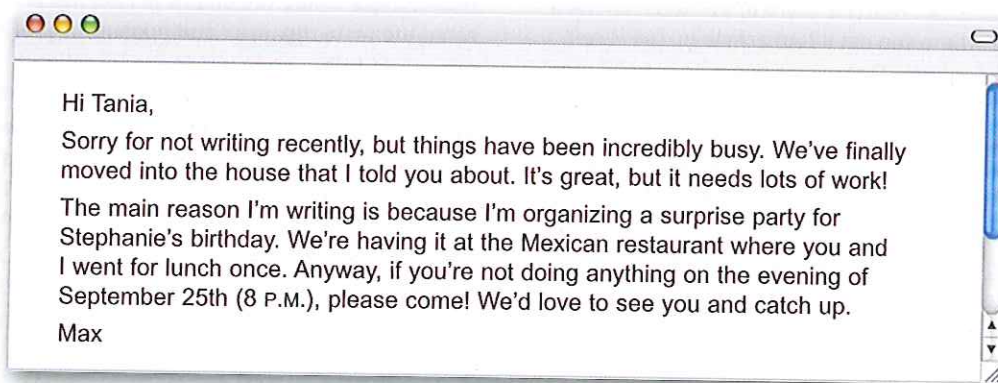 Hi Tania,
Sorry for not writing recently, but things have been incredibly busy. We've finally
moved into the house that I told you about. It's great, but it needs lots of work!
The main reason I'm writing is because I'm organizing a surprise party for
Stephanie's birthday. We're having it at the Mexican restaurant where you and
I went for lunch once. Anyway, if you're not doing anything on the evening of
September 25th (8 P.M.), please come! We'd love to see you and catch up.
Max